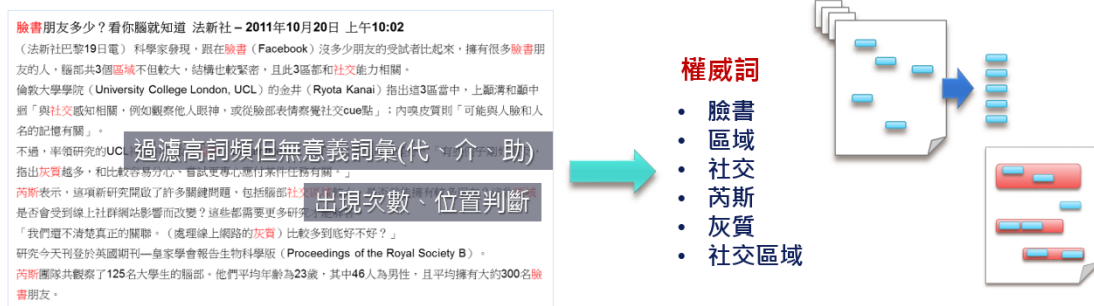 臉書朋友多少？看你腦就知道 法新社 – 2011年10月20日 上午10:02
（法新社巴黎19日電） 科學家發現，跟在臉書（Facebook）沒多少朋友的受試者比起來，擁有很多臉書朋
友的人，腦部共3個區域不但較大，結構也較緊密，且此3區都和社交能力相關。
倫敦大學學院（University College London, UCL）的金井（Ryota Kanai）指出這3區當中，上顳溝和顳中
迴「與社交感知相關，例如觀察他人眼神，或從臉部表情察覺社交cue點」；內嗅皮質則「可能與人臉和人
名的記憶有關」。
不過，率領研究的UCL
過濾高詞頻但無意義詞彙(代、介、助)
指出灰質越多，和比較容易分心、嘗試更專心應付某件任務有關。」
芮斯表示，這項新研究開啟了許多關鍵問題，包括腦部社交
出現次數、位置判斷
是否會受到線上社群網站影響而改變？這些都需要更多研究
「我們還不清楚真正的關聯。（處理線上網路的灰質）比較多到底好不好？」
研究今天刊登於英國期刊—皇家學會報告生物科學版（Proceedings of the Royal Society B）。
芮斯團隊共觀察了125名大學生的腦部。他們平均年齡為23歲，其中46人為男性，且平均擁有大約300名臉
書朋友。
權威詞
• 臉書
• 區域
• 社交
• 芮斯
• 灰質
• 社交區域